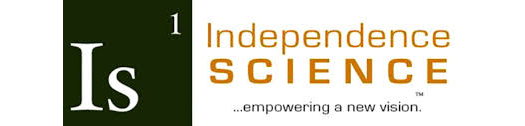 1
Is
Independence
SCIENCE
™
...empowering a new vision.